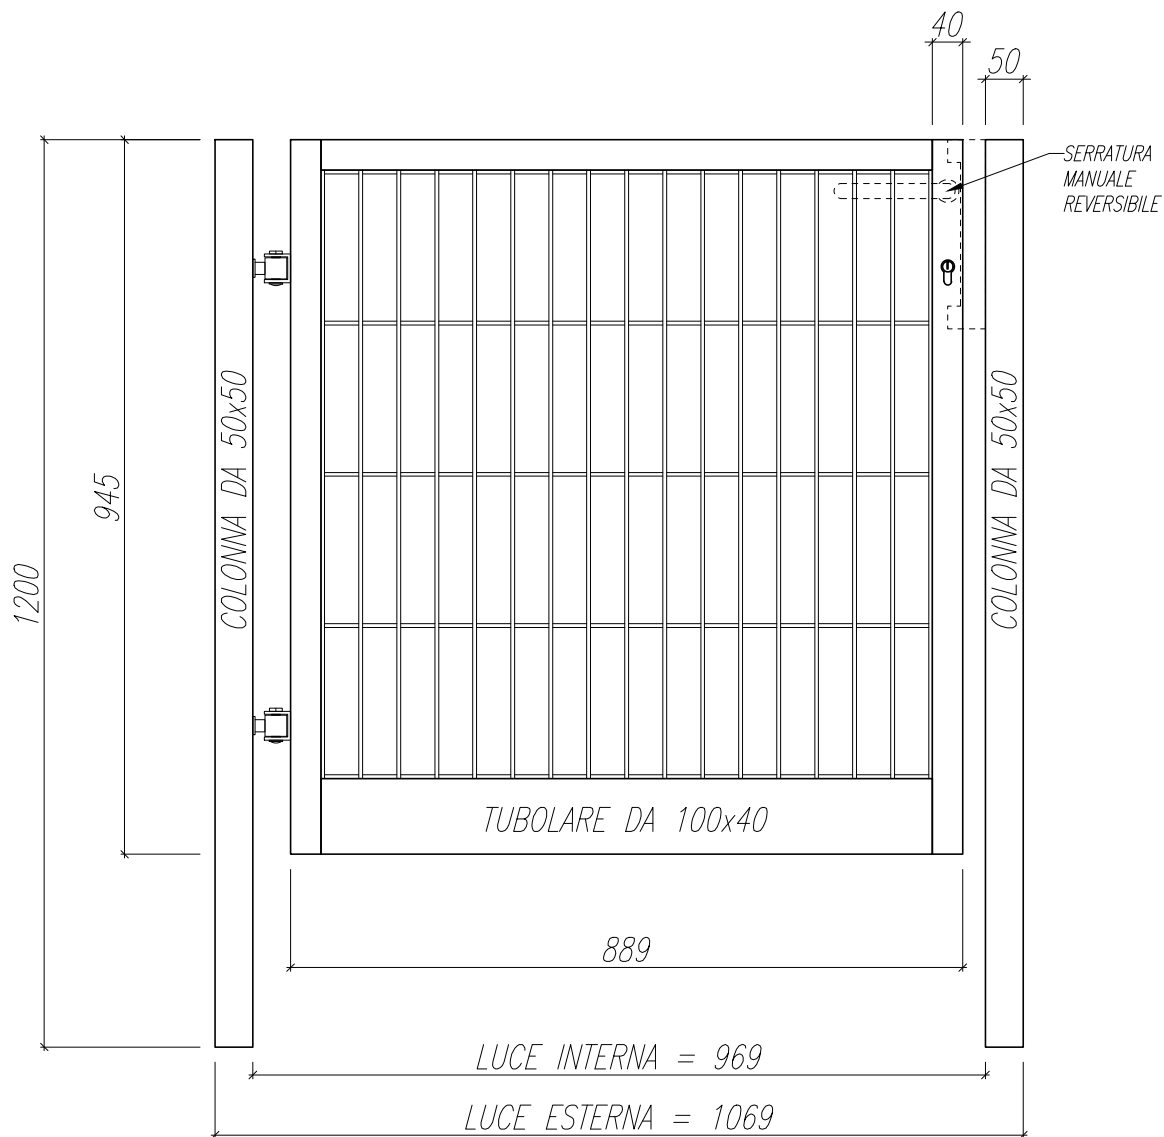 40
50
SERRATURA
MANUALE
REVERSIBILE
COLONNA DA 50x50
COLONNA DA 50x50
945
1200
TUBOLARE DA 100x40
889
LUCE INTERNA = 969
LUCE ESTERNA = 1069